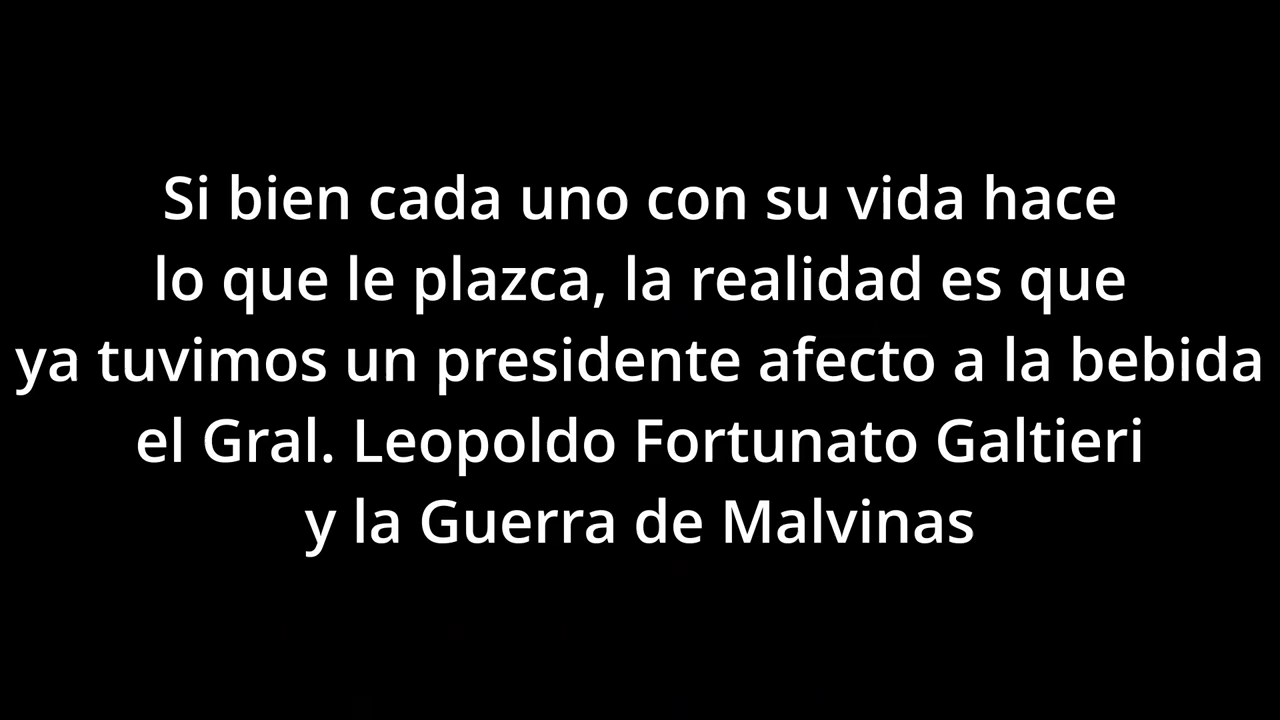 Si bien cada uno con su vida hace
lo que le plazca, la realidad es que
ya tuvimos un presidente afecto a la bebida
el Gral. Leopoldo Fortunato Galtieri
y la Guerra de Malvinas